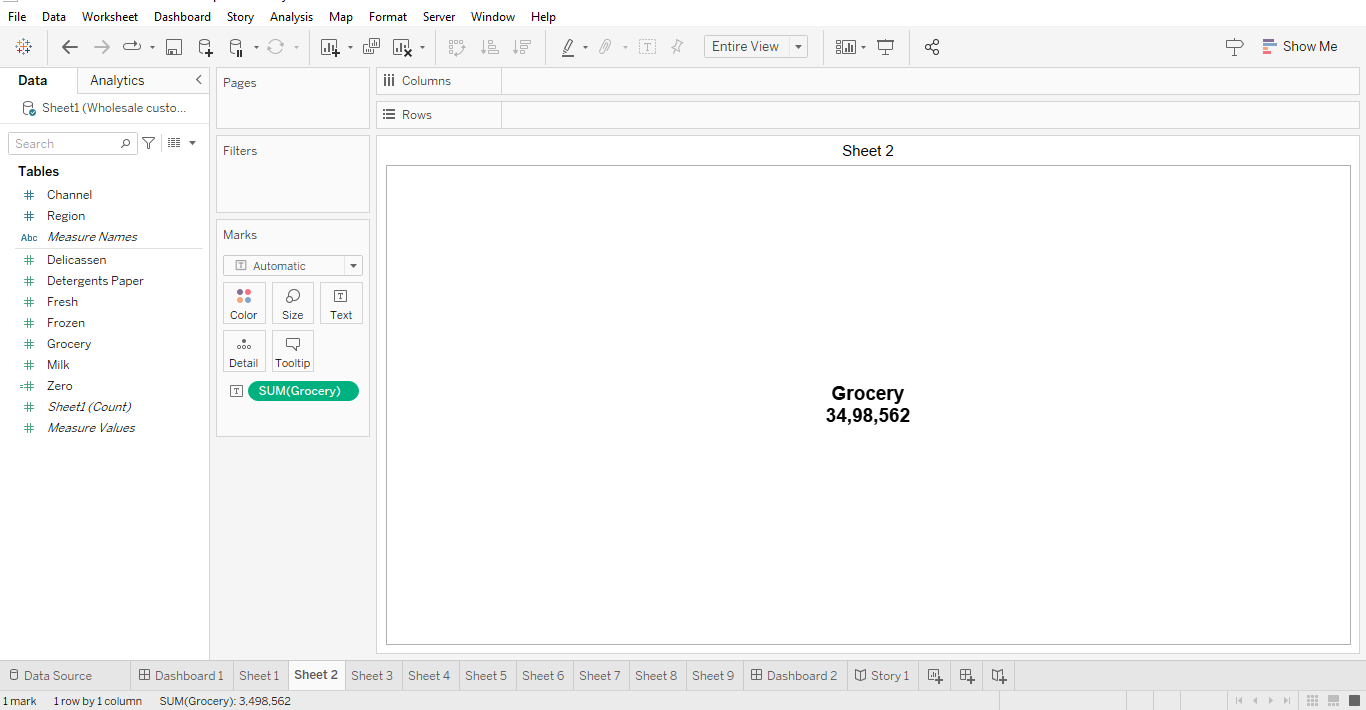 File Data Worksheet Dashboard Story Analysis Map Format Server Window Help
Entire View
Show Me
Data Analytics
Sheet1 (Wholesale custo...
Search
Tables
Channel
Region
Abc Measure Names
Delicassen
Detergents Paper
Fresh
Frozen
Grocery
Milk
Zero
Sheet1 (Count)
Measure Values
Pages
Filters
Marks
Automatic
Color Size Text
Detail Tooltip
SUM(Grocery)
Columns
Rows
Sheet 2
Grocery
34,98,562
Data Source Dashboard 1 Sheet 1 Sheet 2 Sheet 3 Sheet 4 Sheet 5 Sheet 6 Sheet 7 Sheet 8 Sheet 9 Dashboard 2 Story 1
1 mark 1 row by 1 column SUM(Grocery): 3,498,562